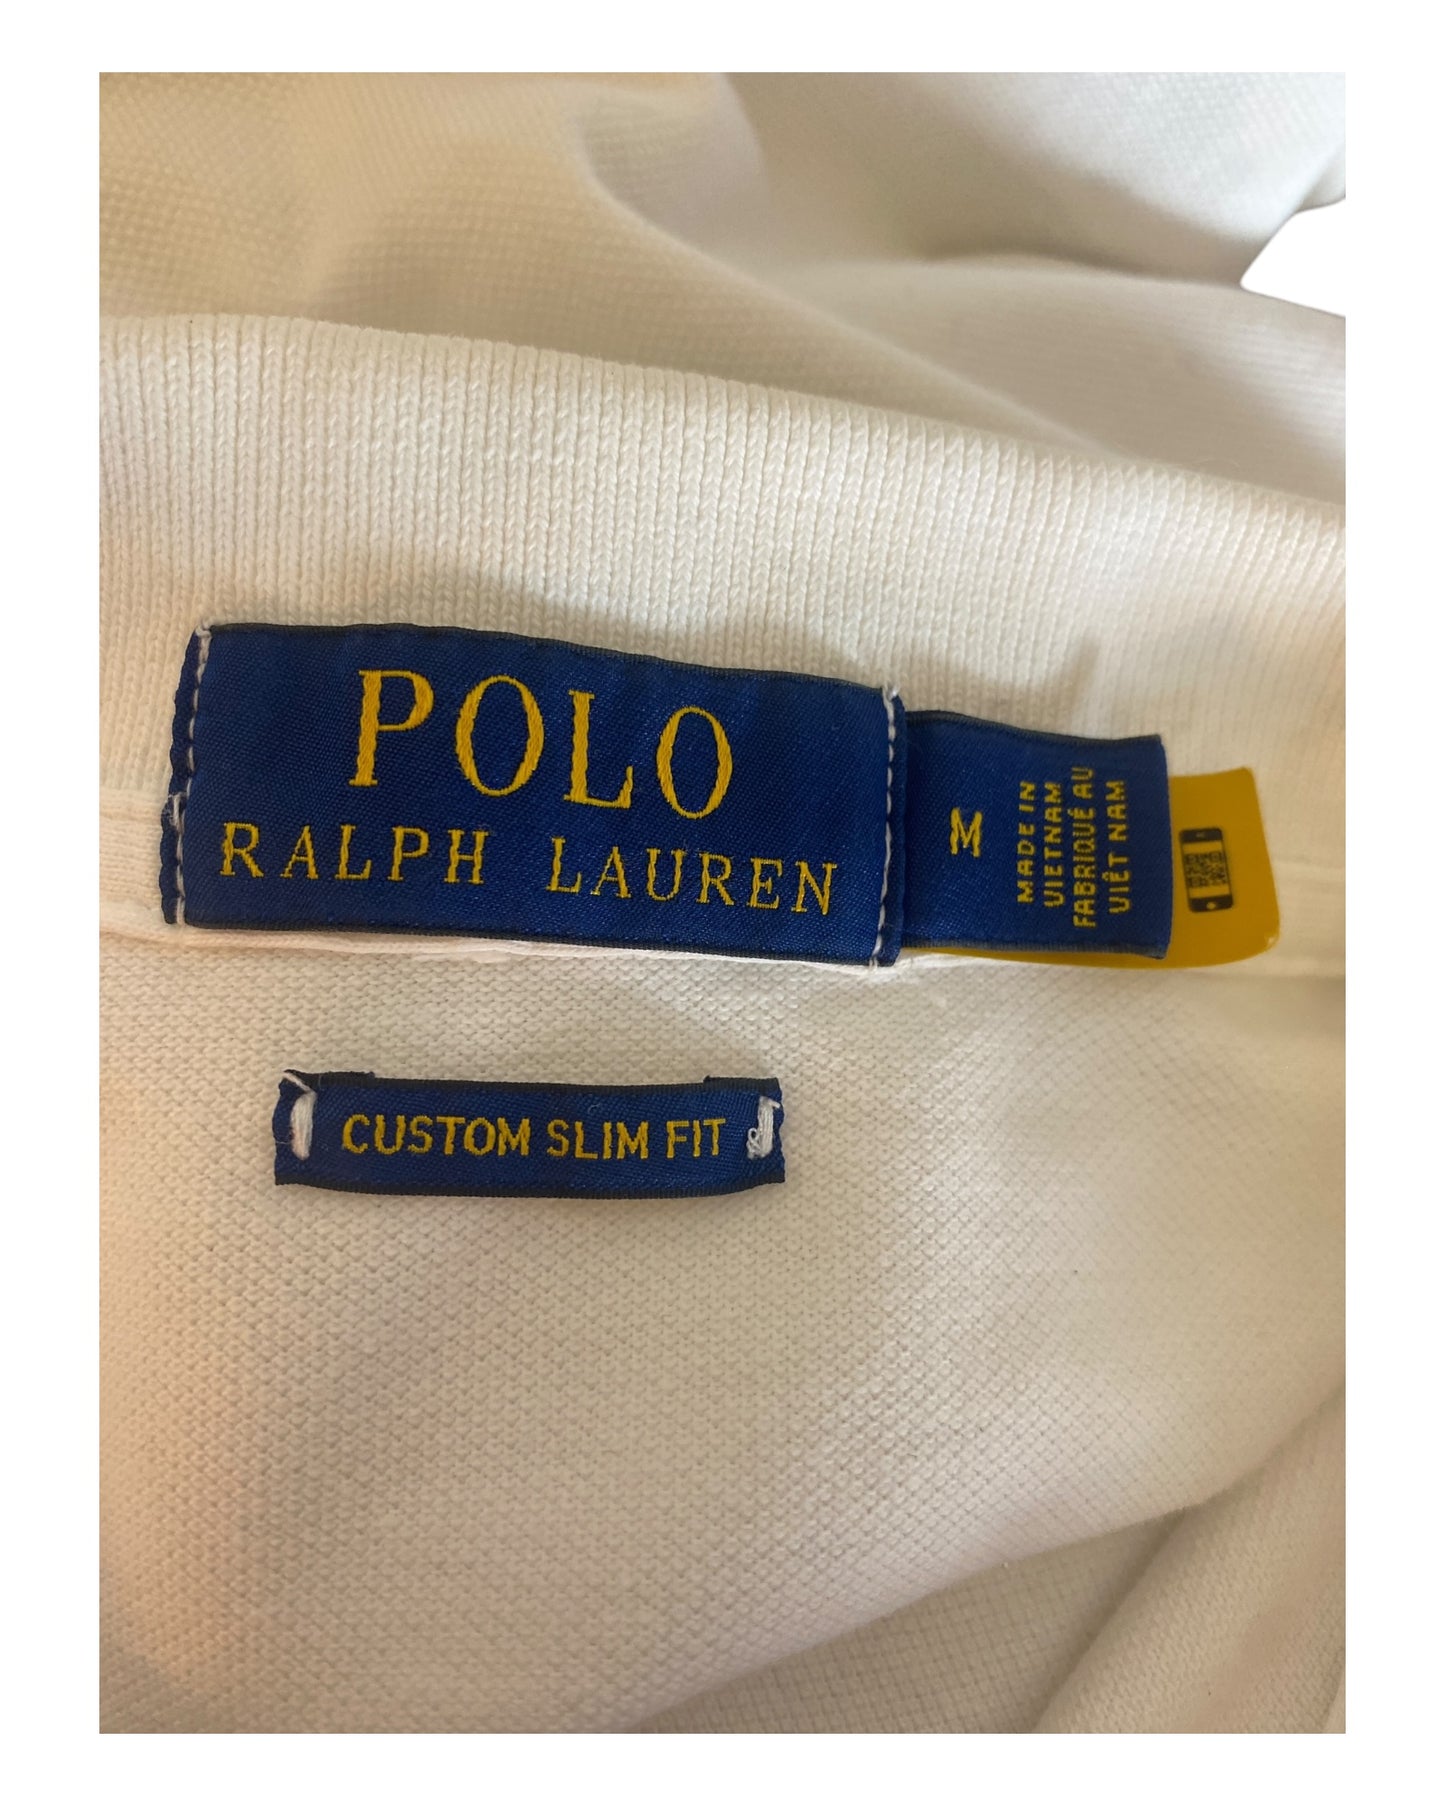 POLO
RALPH LAUREN
M
MADE IN
VIETNAM
FABRIQUÉ AU
VIÊT NAM
CUSTOM SLIM FIT